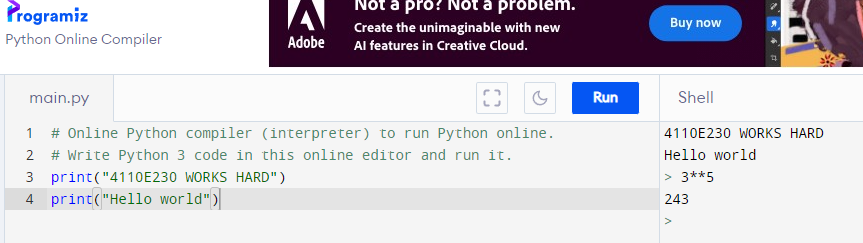 Programiz
Python Online Compiler
Adobe
Not a pro? Not a problem.
Create the unimaginable with new
AI features in Creative Cloud.
Buy now
main.py
Run
Shell
1 # Online Python compiler (interpreter) to run Python online.
2 # Write Python 3 code in this online editor and run it.
3 print("4110E230 WORKS HARD")
4 print("Hello world")
4110E230 WORKS HARD
Hello world
> 3**5
243
>